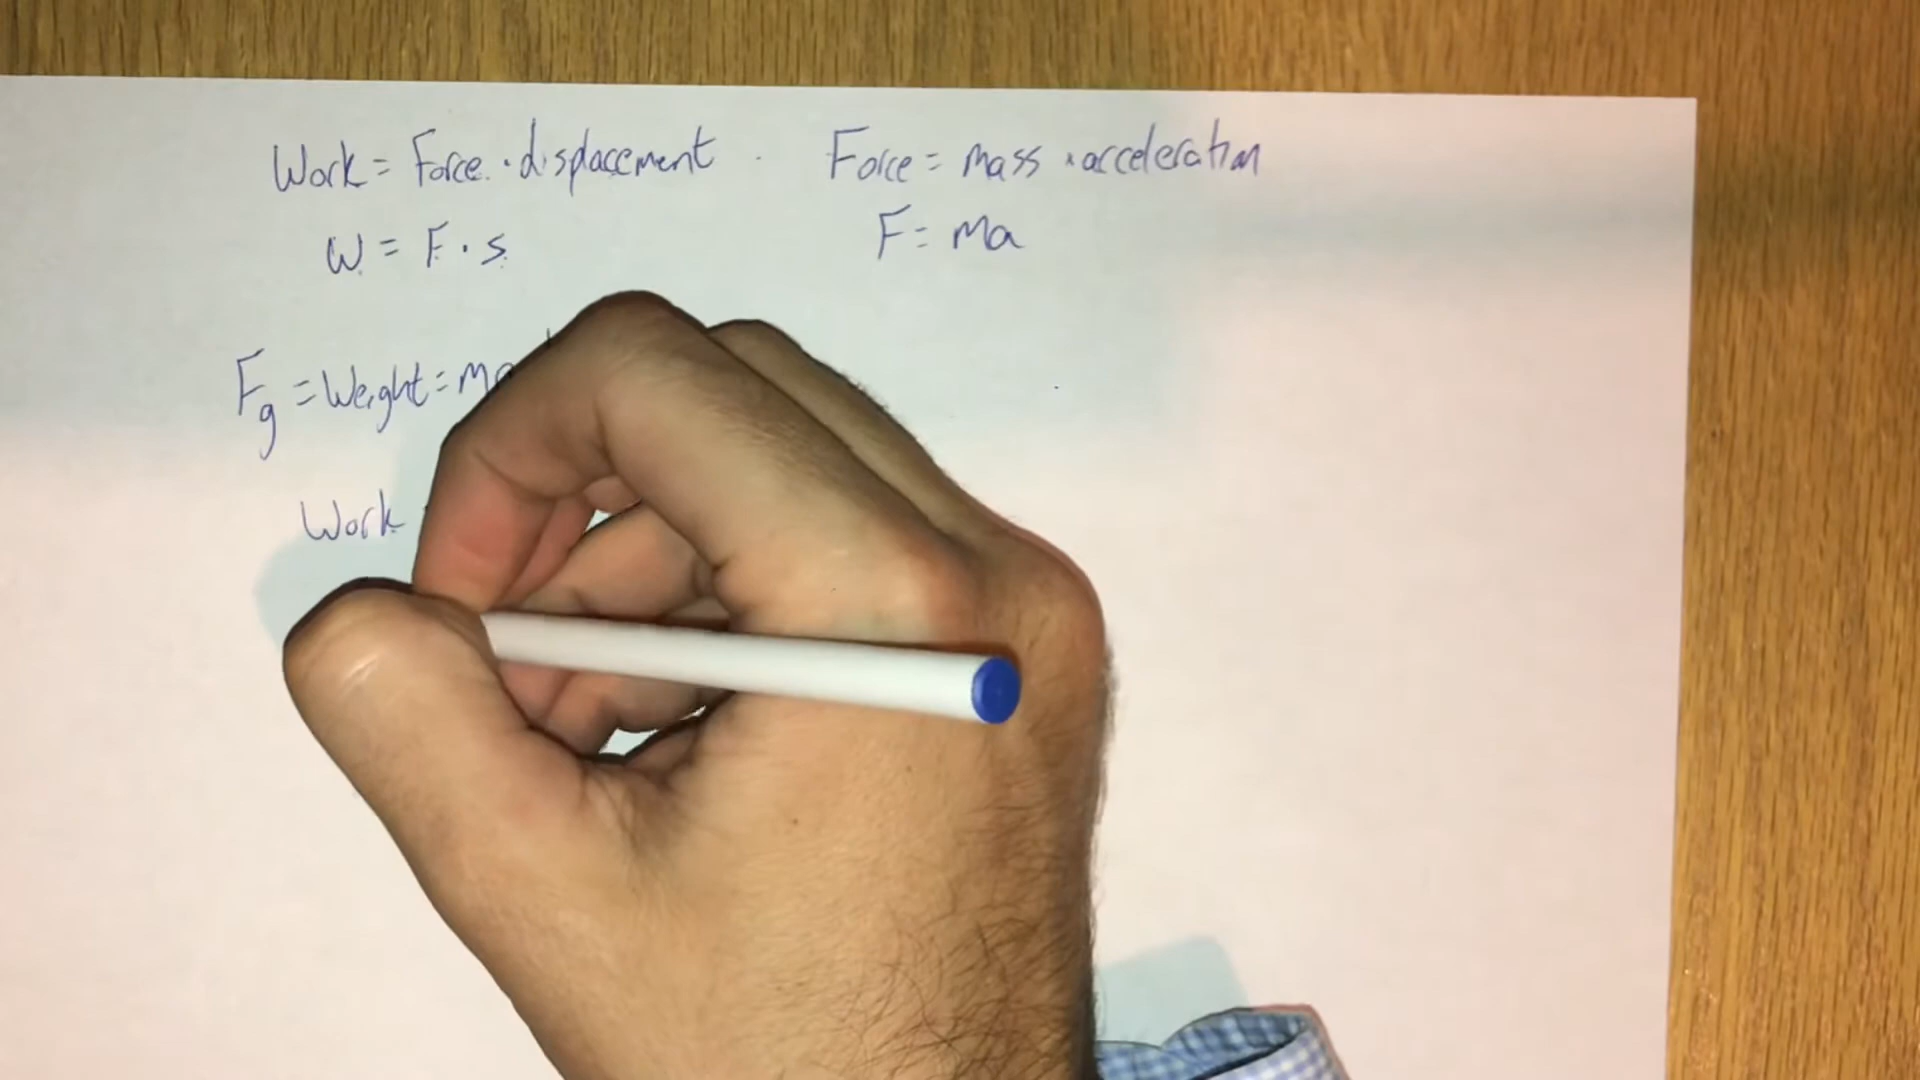 Work = Force · displacement
W = F · s
Force = mass × acceleration
F = ma
Fg = Weight =
Work